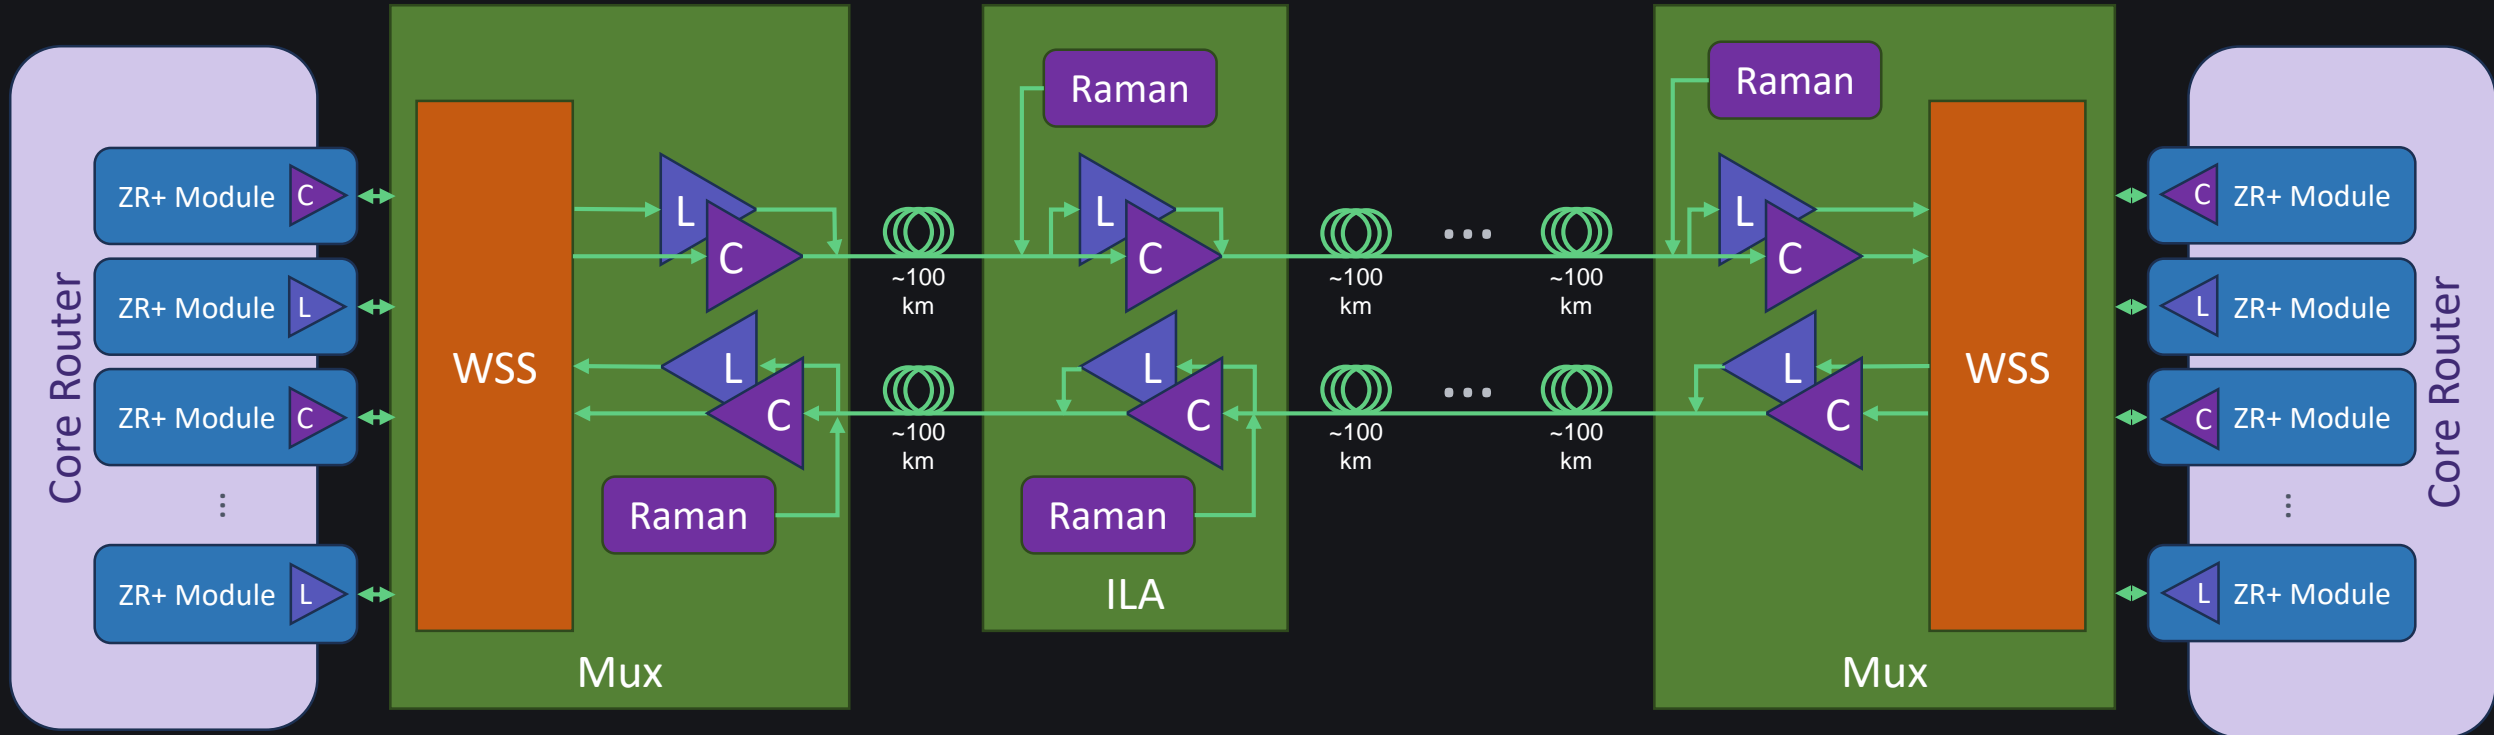 Core Router
ZR+ Module
C
ZR+ Module
L
ZR+ Module
C
...
ZR+ Module
L
WSS
L
C
L
C
Raman
Mux
~100
km
~100
km
Raman
L
C
L
C
Raman
ILA
~100
km
...
~100
km
~100
km
...
~100
km
Raman
L
C
L
C
WSS
Mux
C
ZR+ Module
L
ZR+ Module
C
ZR+ Module
...
L
ZR+ Module
Core Router